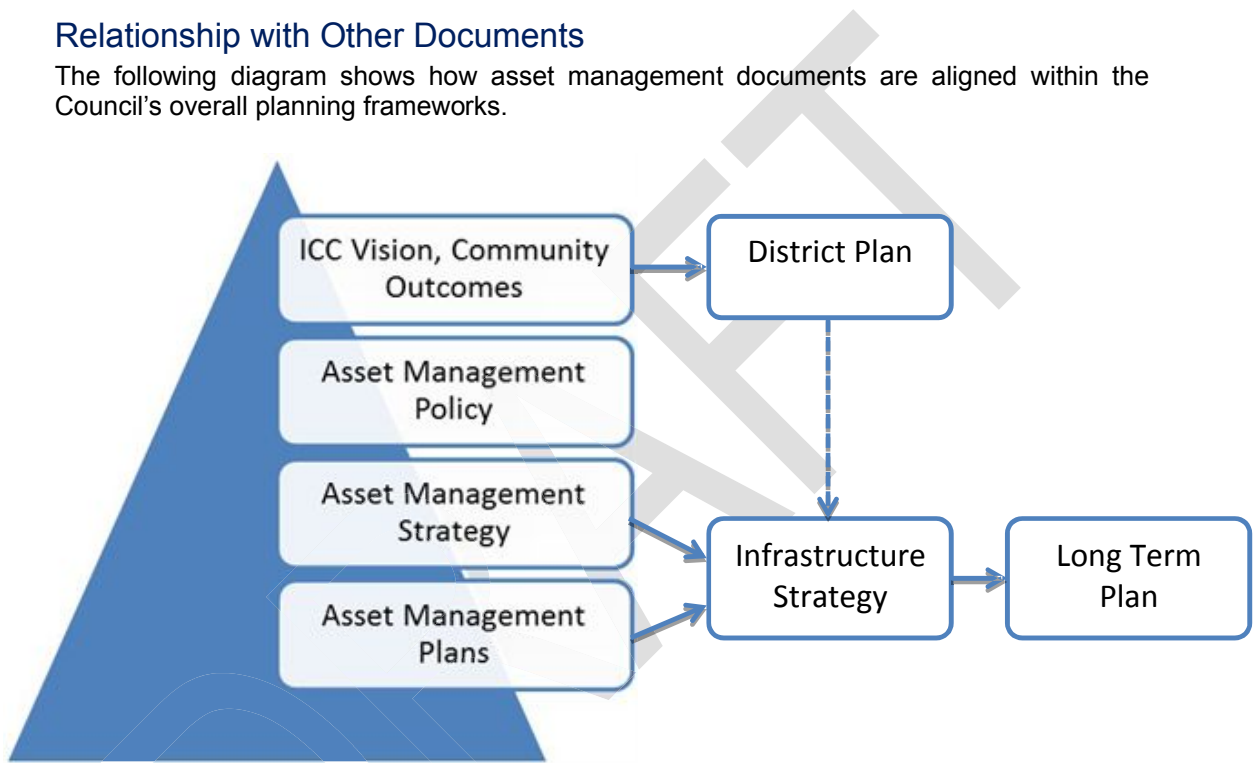 Relationship with Other Documents
The following diagram shows how asset management documents are aligned within the
Council's overall planning frameworks.
ICC Vision, Community
Outcomes
District Plan
Asset Management
Policy
Asset Management
Strategy
Infrastructure
Strategy
Long Term
Plan
Asset Management
Plans
DRAFT